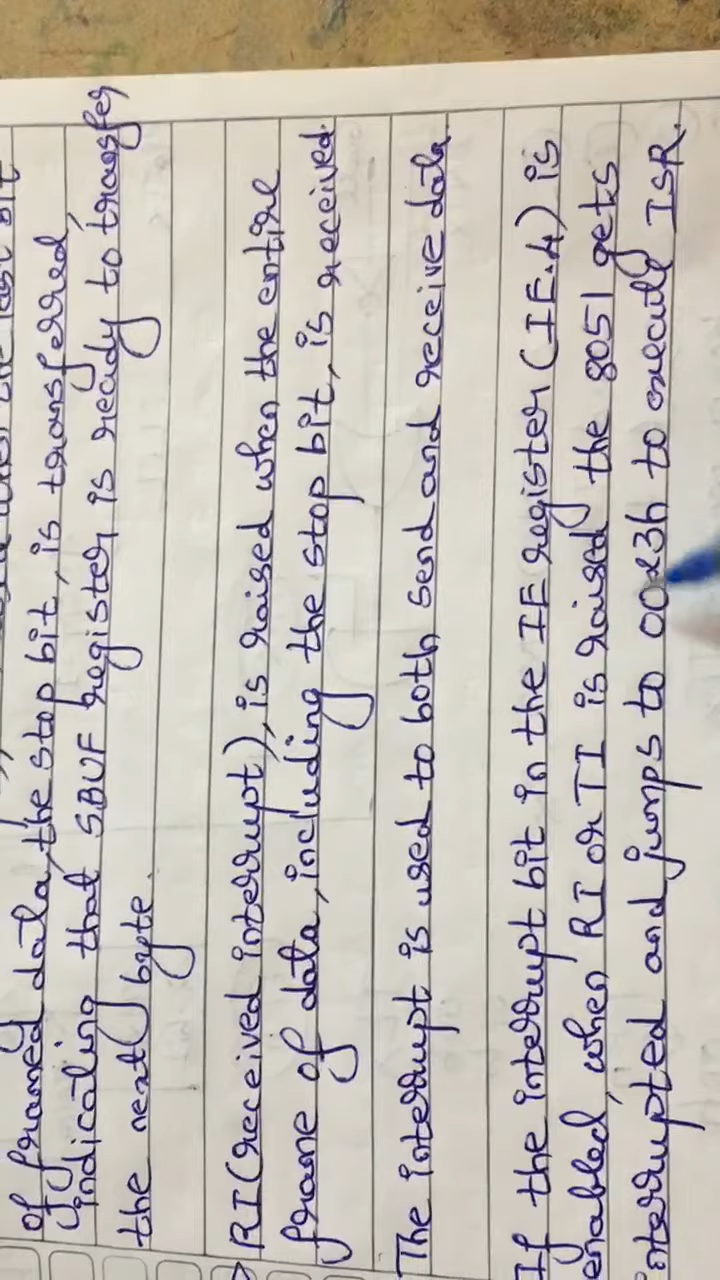 of framed data, the stop bit, is transferred,
indicating that SBUF register is ready to transfer
the next byte.
RI (received interrupt), is raised when the entire
frame of data, including the stop bit, is received.
The interrupt is used to both send and receive data.
If the interrupt bit in the IE register (IE.4) is
enabled, when RI or TI is raised the 8051 gets
interrupted and jumps to 0023h to execute ISR.